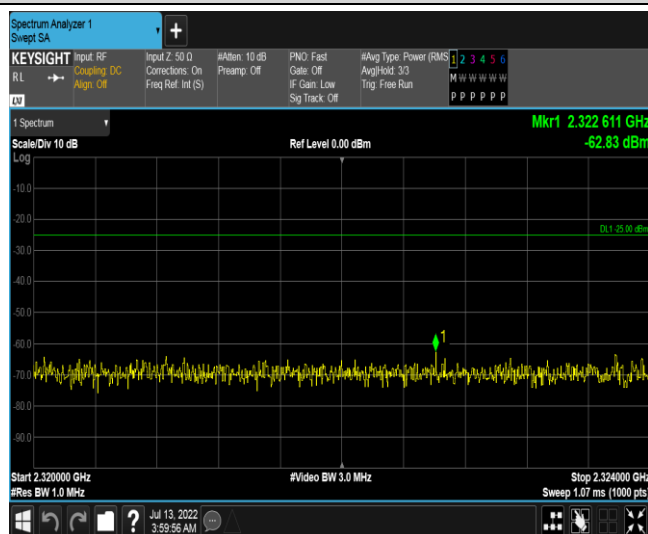 Spectrum Analyzer 1
Swept SA
+
KEYSIGHT
RL
LXI
Input: RF
Coupling: DC
Align: Off
Input Z: 50 Ω
Corrections: On
Freq Ref: Int (S)
#Atten: 10 dB
Preamp: Off
PNO: Fast
Gate: Off
IF Gain: Low
Sig Track: Off
#Avg Type: Power (RMS
Avg|Hold: 3/3
Trig: Free Run
1 2 3 4 5 6
M W W W W W
P P P P P P
1 Spectrum
Scale/Div 10 dB
Ref Level 0.00 dBm
Mkr1 2.322 611 GHz
-62.83 dBm
Log
-10.0
-20.0
DL1 -25.00 dBm
-30.0
-40.0
-50.0
-60.0
1
-70.0
-80.0
-90.0
Start 2.320000 GHz
#Video BW 3.0 MHz
Stop 2.324000 GHz
#Res BW 1.0 MHz
Sweep 1.07 ms (1000 pts)
?
Jul 13, 2022
3:59:56 AM